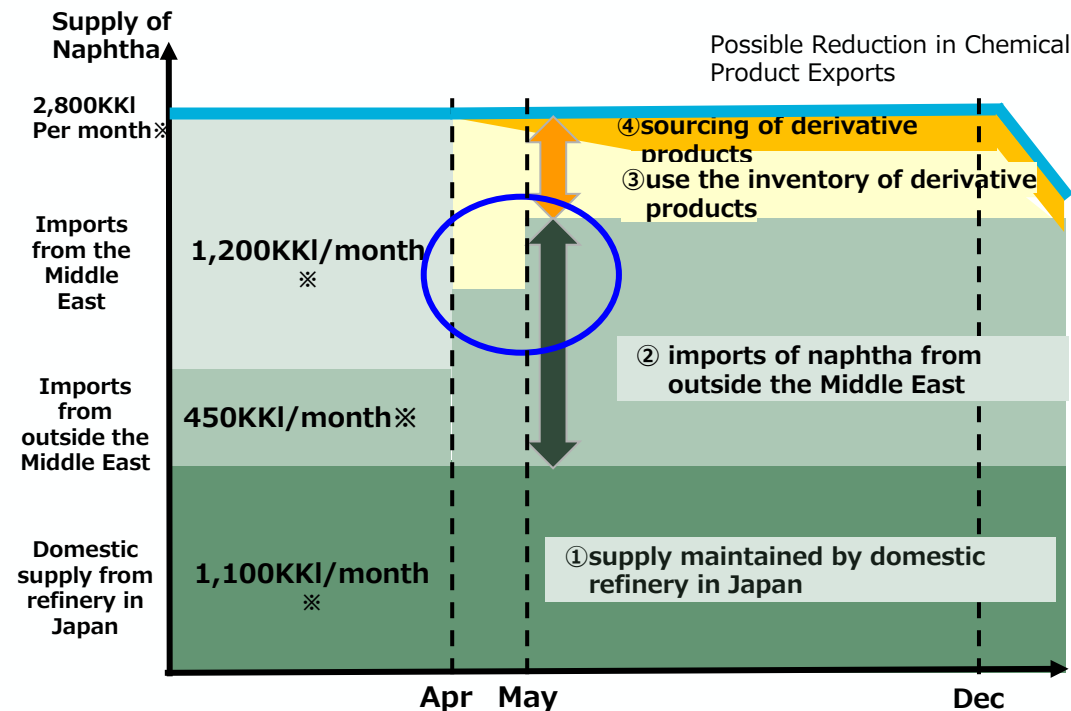 Supply of
Naphtha
Possible Reduction in Chemical
Product Exports
2,800KKl
Per month※
④sourcing of derivative
products
③use the inventory of derivative
products
Imports
from the
Middle
East
1,200KKl/month
※
② imports of naphtha from
outside the Middle East
Imports
from
outside the
Middle East
450KKl/month※
Domestic
supply from
refinery in
Japan
1,100KKl/month
※
①supply maintained by domestic
refinery in Japan
Apr
May
Dec